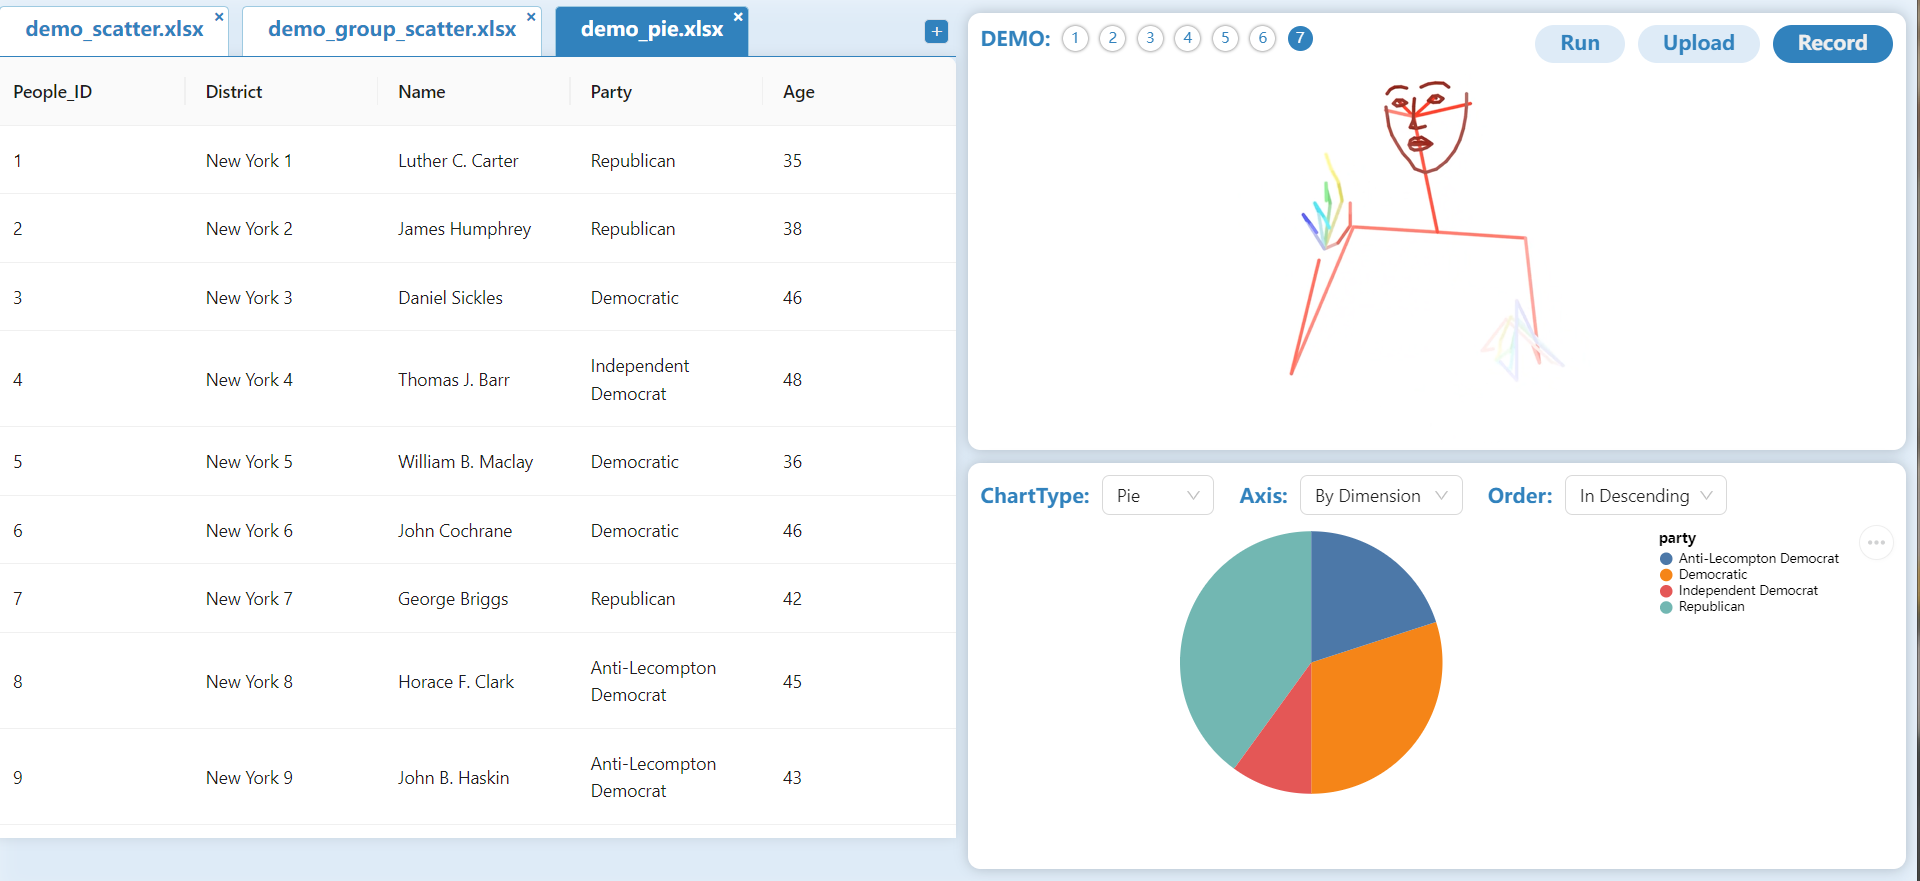 demo_scatter.xlsx ×
demo_group_scatter.xlsx ×
demo_pie.xlsx ×
+
People_ID District Name Party Age
1 New York 1 Luther C. Carter Republican 35
2 New York 2 James Humphrey Republican 38
3 New York 3 Daniel Sickles Democratic 46
4 New York 4 Thomas J. Barr Independent Democrat 48
5 New York 5 William B. Maclay Democratic 36
6 New York 6 John Cochrane Democratic 46
7 New York 7 George Briggs Republican 42
8 New York 8 Horace F. Clark Anti-Lecompton Democrat 45
9 New York 9 John B. Haskin Anti-Lecompton Democrat 43
DEMO: 1 2 3 4 5 6 7
Run Upload Record
ChartType: Pie Axis: By Dimension Order: In Descending
party
Anti-Lecompton Democrat
Democratic
Independent Democrat
Republican